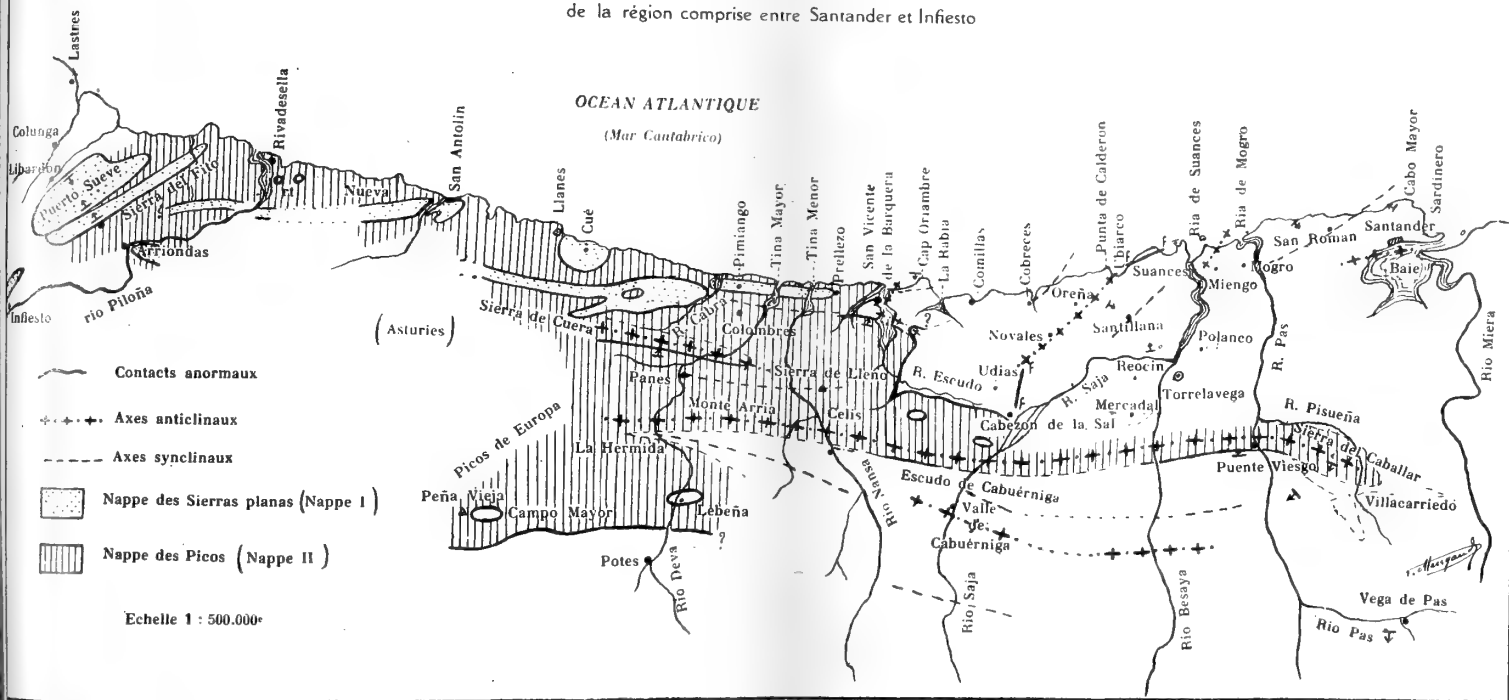 de la région comprise entre Santander et Infiesto
OCEAN ATLANTIQUE
(Mar Cantabrico)
Lastres
Colunga
Libardon
Puerto Sueve
Sierra del Fito
Arriondas
Infiesto
rio Piloña
Rivadesella
Nueva
San Antolin
Llanes
Cué
Pimiango
Tina Mayor
Tina Menor
Prellezo
San Vicente
de la Barquera
Cap Oriambre
La Rabia
Comillas
Cobreces
Punta de Calderon
Ubiarco
Ria de Suances
Ria de Mogro
Cabo Mayor
Sardinero
Santander
San Roman
Baie
Mogro
Miengo
Suances
Oreña
Novales
Santillana
Polanco
Udias
Reocin
R. Saja
Mercadal
Torrelavega
R. Pas
Rio Miera
R. Pisueña
Sierra del Caballar
Villacarriedo
Puente Viesgo
Cabezon de la Sal
R. Escudo
?
(Asturies)
Sierra de Cuera
R. Cabra
Colombres
Panes
Sierra de Lleno
Monte Arria
Celis
Picos de Europa
La Hermida
Peña Vieja
Campo Mayor
Lebeña
?
Potes
Rio Deva
Rio Nansa
Escudo de Cabuérniga
Valle
de
Cabuérniga
Rio Saja
Rio Besaya
Vega de Pas
Rio Pas
F
F
F
F
Contacts anormaux
Axes anticlinaux
Axes synclinaux
Nappe des Sierras planas (Nappe I)
Nappe des Picos (Nappe II)
Echelle 1 : 500.000e